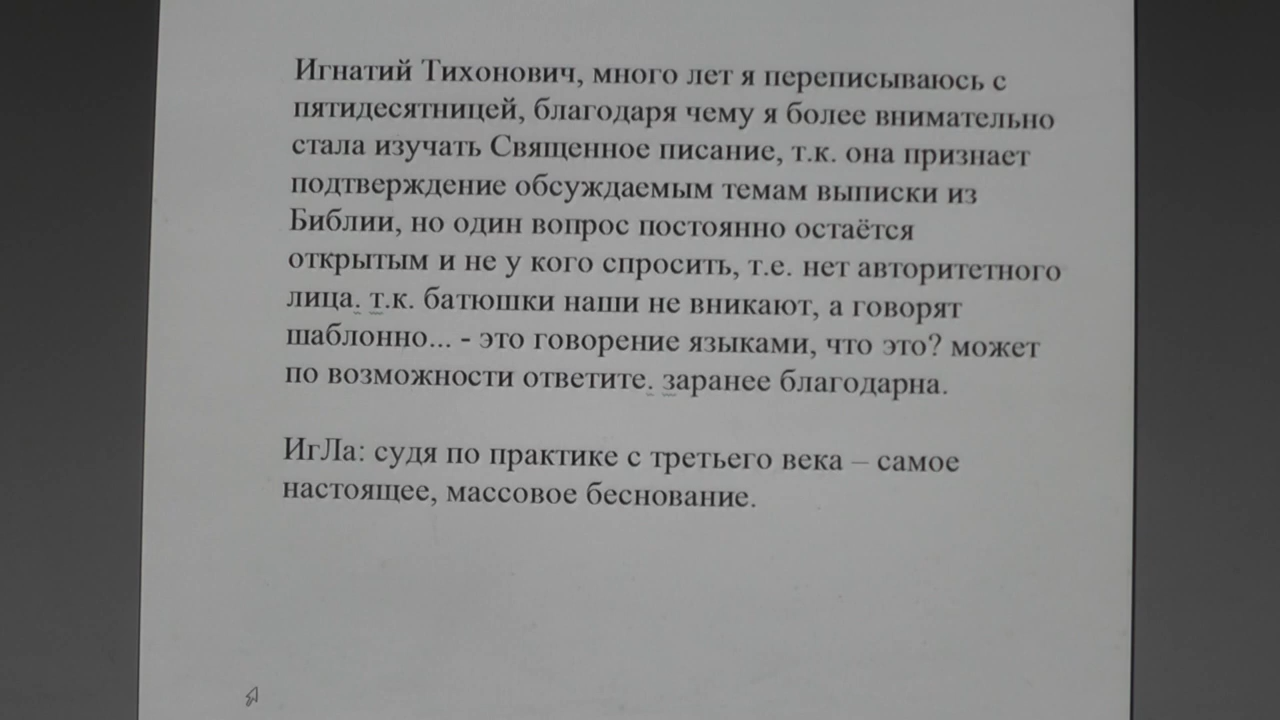 Игнатий Тихонович, много лет я переписываюсь с
пятидесятницей, благодаря чему я более внимательно
стала изучать Священное писание, т.к. она признает
подтверждение обсуждаемым темам выписки из
Библии, но один вопрос постоянно остаётся
открытым и не у кого спросить, т.е. нет авторитетного
лица. т.к. батюшки наши не вникают, а говорят
шаблонно... - это говорение языками, что это? может
по возможности ответите. заранее благодарна.
ИгЛа: судя по практике с третьего века – самое
настоящее, массовое беснование.